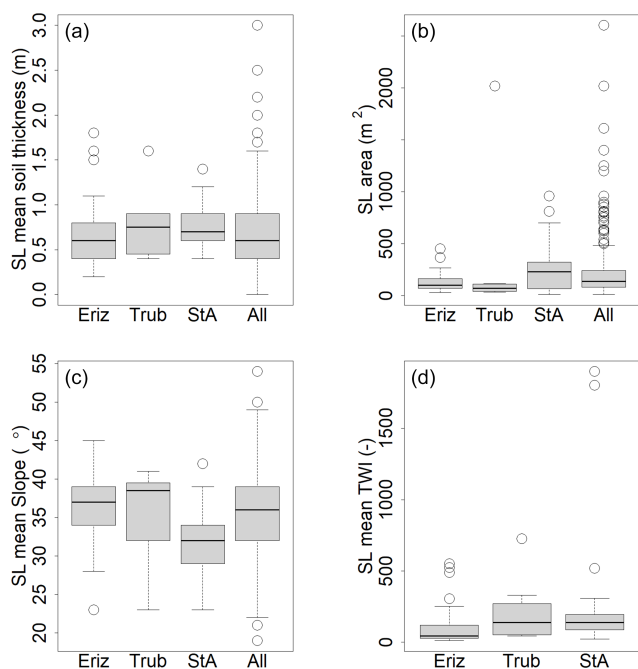 (a)
SL mean soil thickness (m)
0.0 0.5 1.0 1.5 2.0 2.5 3.0
Eriz Trub StA All
(b)
SL area (m²)
0 500 1000 2000
Eriz Trub StA All
(c)
SL mean Slope ( °)
20 25 30 35 40 45 50 55
Eriz Trub StA All
(d)
SL mean TWI (-)
0 500 1500
Eriz Trub StA